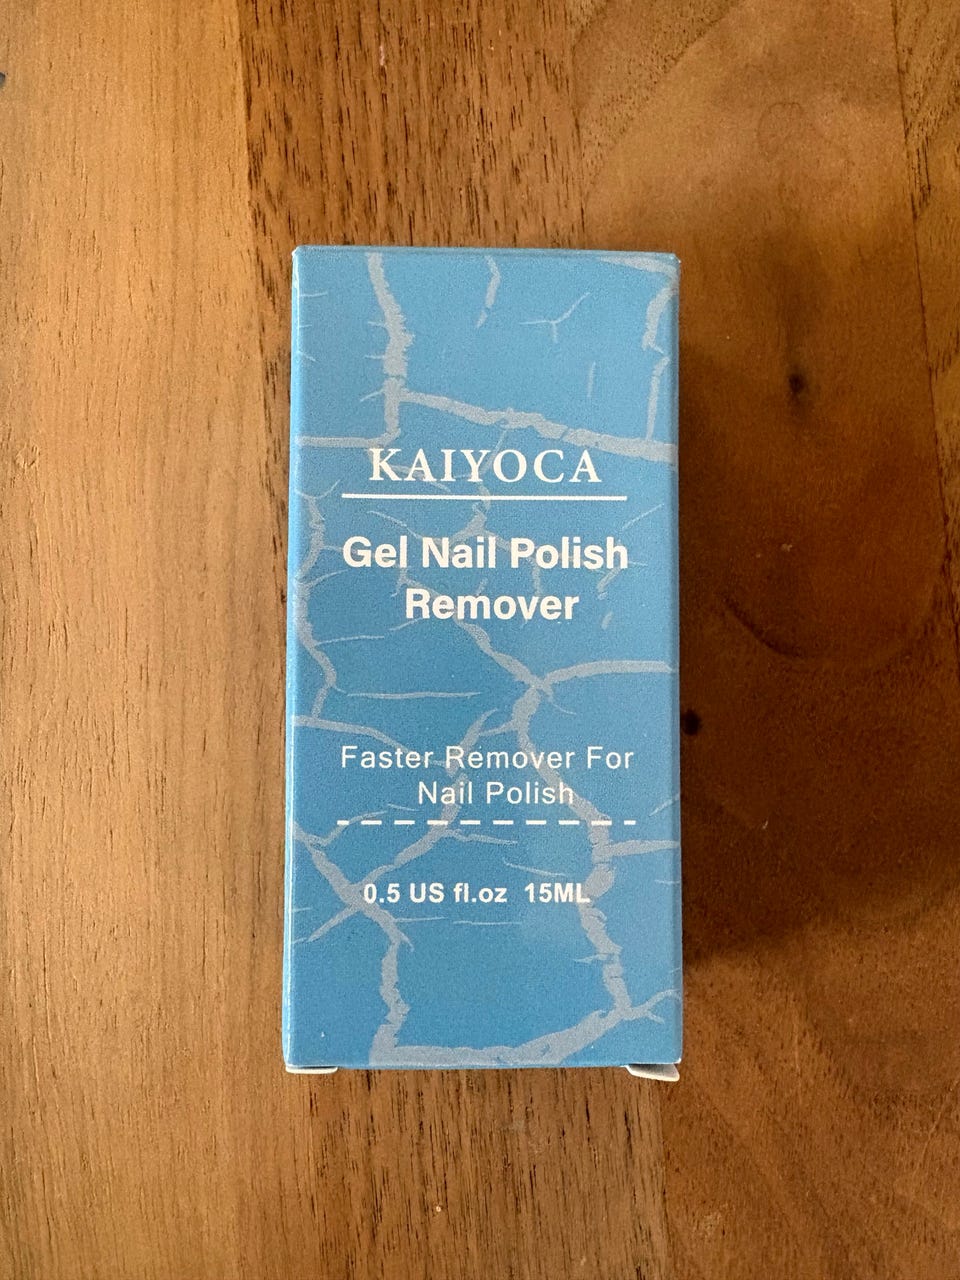 KAIYOCA
Gel Nail Polish
Remover
Faster Remover For
Nail Polish
0.5 US fl.oz 15ML